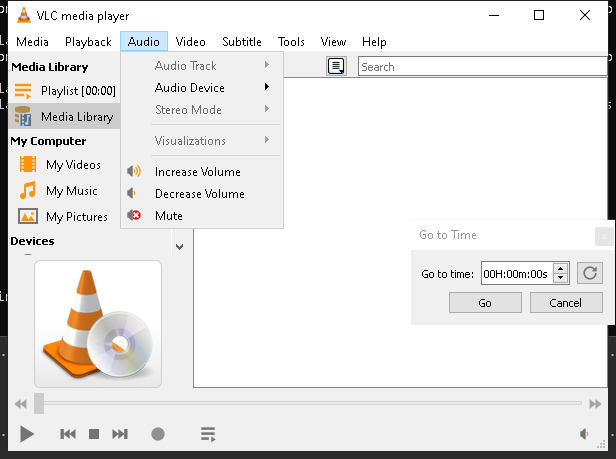 VLC media player
Media Playback Audio Video Subtitle Tools View Help
Media Library
Playlist [00:00]
Media Library
My Computer
My Videos
My Music
My Pictures
Devices
Audio Track
Audio Device
Stereo Mode
Visualizations
Increase Volume
Decrease Volume
Mute
Search
Go to Time
Go to time: 00H:00m:00s
Go Cancel